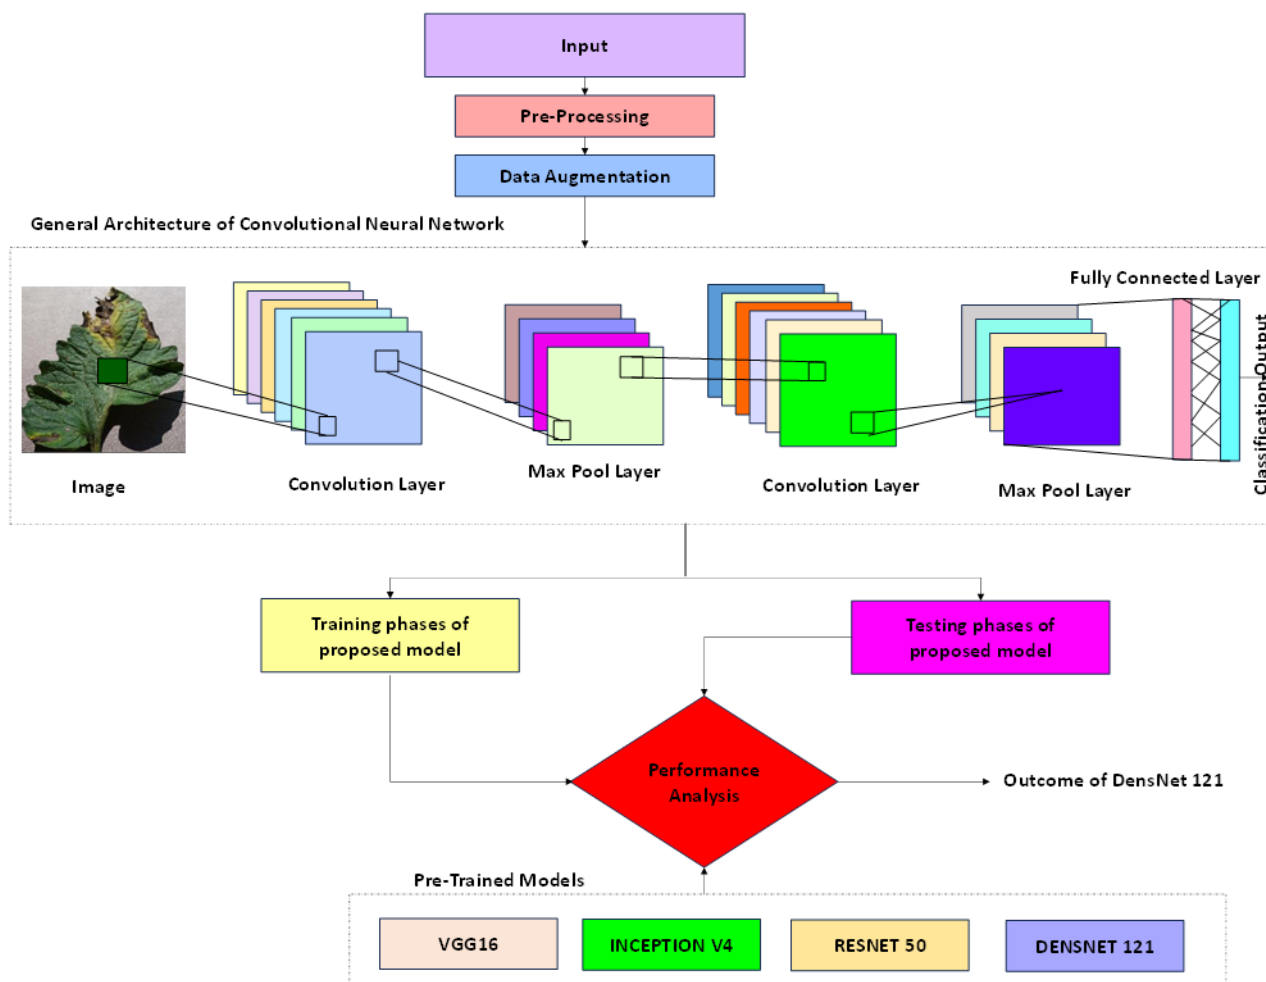 Input
Pre-Processing
Data Augmentation
General Architecture of Convolutional Neural Network
Fully Connected Layer
Image
Convolution Layer
Max Pool Layer
Convolution Layer
Max Pool Layer
Classification Output
Training phases of
proposed model
Testing phases of
proposed model
Performance
Analysis
Outcome of DensNet 121
Pre-Trained Models
VGG16
INCEPTION V4
RESNET 50
DENSNET 121